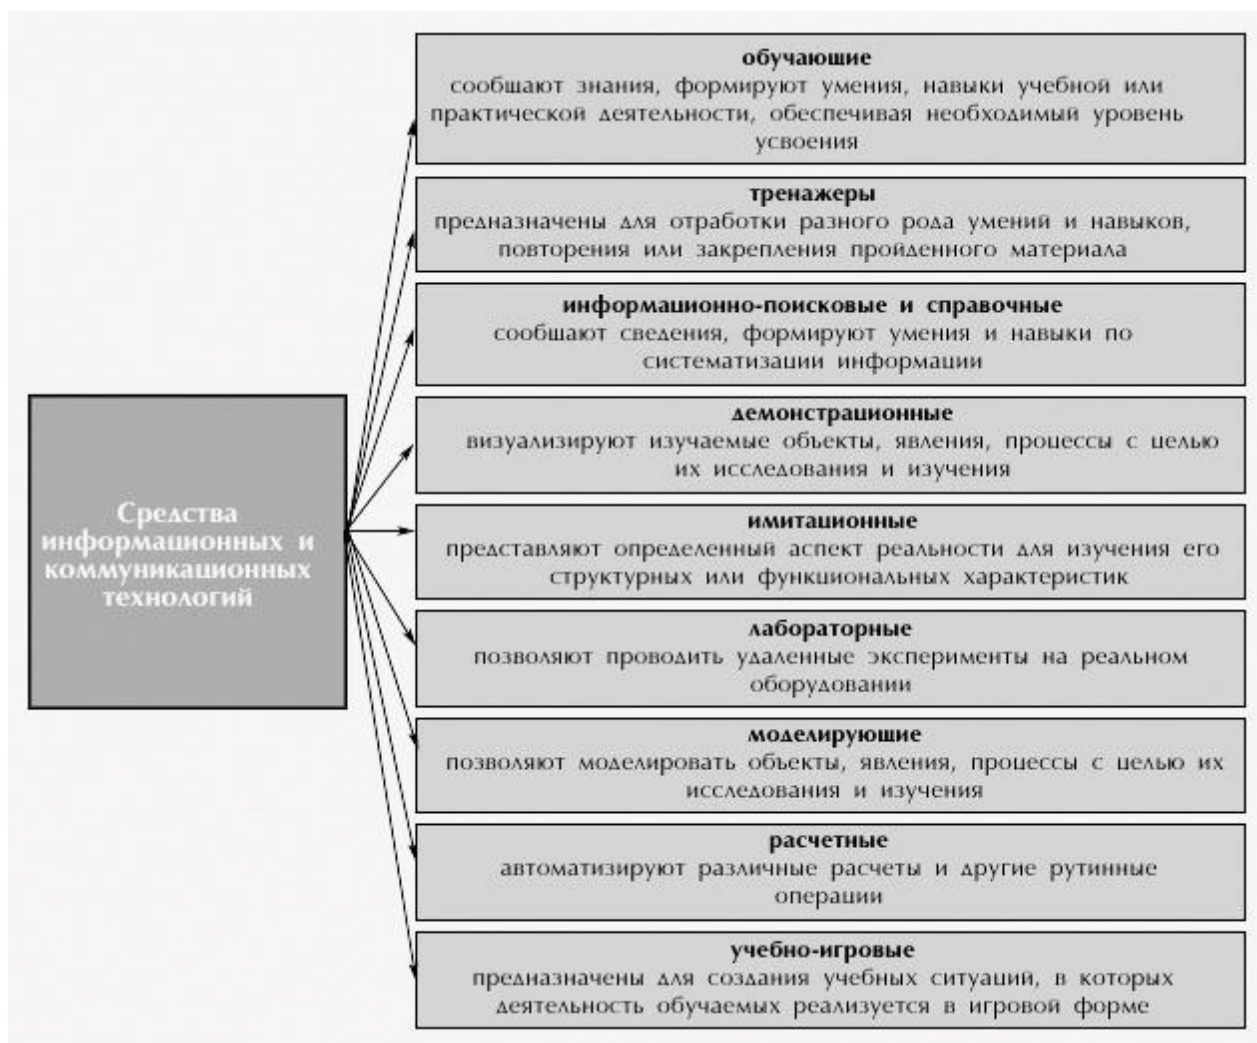 обучающие
сообщают знания, формируют умения, навыки учебной или
практической деятельности, обеспечивая необходимый уровень
усвоения
тренажеры
предназначены для отработки разного рода умений и навыков,
повторения или закрепления пройденного материала
информационно-поисковые и справочные
сообщают сведения, формируют умения и навыки по
систематизации информации
демонстрационные
визуализируют изучаемые объекты, явления, процессы с целью
их исследования и изучения
Средства
информационных и
коммуникационных
технологий
имитационные
представляют определенный аспект реальности для изучения его
структурных или функциональных характеристик
лабораторные
позволяют проводить удаленные эксперименты на реальном
оборудовании
моделирующие
позволяют моделировать объекты, явления, процессы с целью их
исследования и изучения
расчетные
автоматизируют различные расчеты и другие рутинные
операции
учебно-игровые
предназначены для создания учебных ситуаций, в которых
деятельность обучаемых реализуется в игровой форме